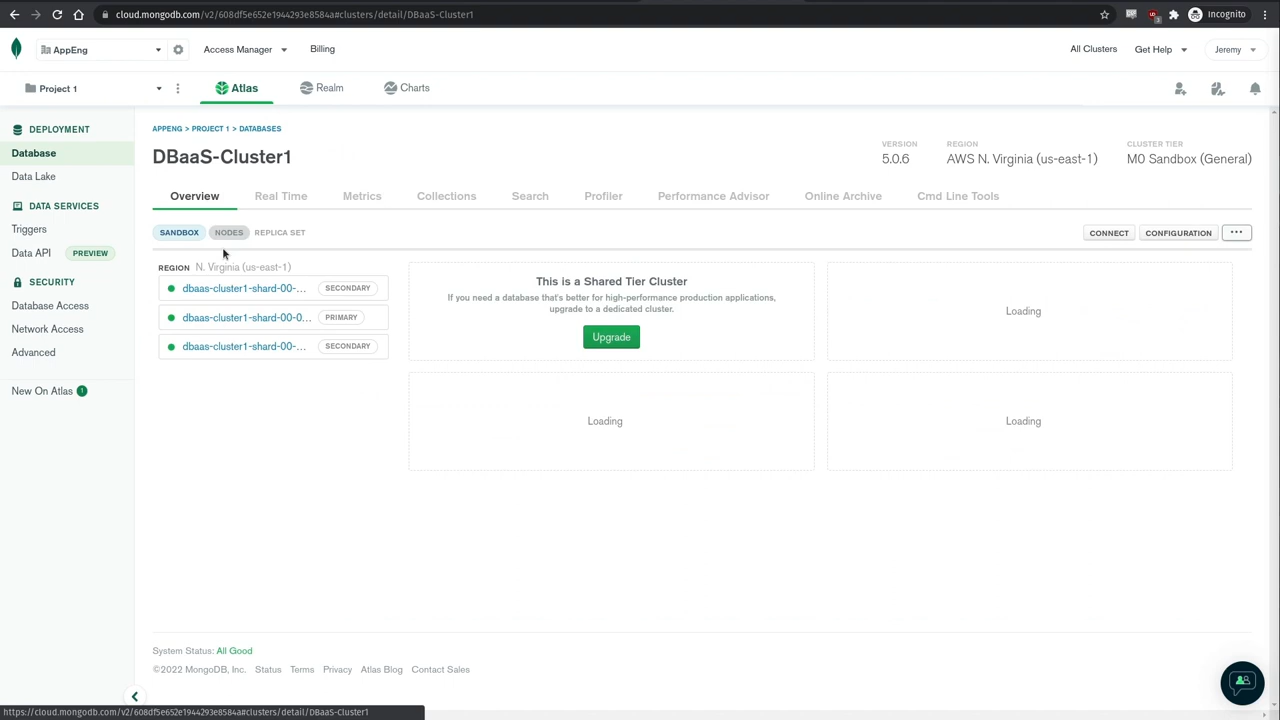 cloud.mongodb.com/v2/608df5e652e1944293e8584a#clusters/detail/DBaaS-Cluster1
Incognito
AppEng
Access Manager
Billing
All Clusters
Get Help
Jeremy
Project 1
Atlas
Realm
Charts
DEPLOYMENT
Database
Data Lake
DATA SERVICES
Triggers
Data API PREVIEW
SECURITY
Database Access
Network Access
Advanced
New On Atlas 1
APPENG > PROJECT 1 > DATABASES
DBaaS-Cluster1
VERSION
5.0.6
REGION
AWS N. Virginia (us-east-1)
CLUSTER TIER
M0 Sandbox (General)
Overview
Real Time
Metrics
Collections
Search
Profiler
Performance Advisor
Online Archive
Cmd Line Tools
SANDBOX
NODES
REPLICA SET
CONNECT
CONFIGURATION
REGION N. Virginia (us-east-1)
dbaas-cluster1-shard-00-... SECONDARY
dbaas-cluster1-shard-00-0... PRIMARY
dbaas-cluster1-shard-00-... SECONDARY
This is a Shared Tier Cluster
If you need a database that's better for high-performance production applications,
upgrade to a dedicated cluster.
Upgrade
Loading
Loading
Loading
System Status: All Good
©2022 MongoDB, Inc. Status Terms Privacy Atlas Blog Contact Sales
https://cloud.mongodb.com/v2/608df5e652e1944293e8584a#clusters/detail/DBaaS-Cluster1